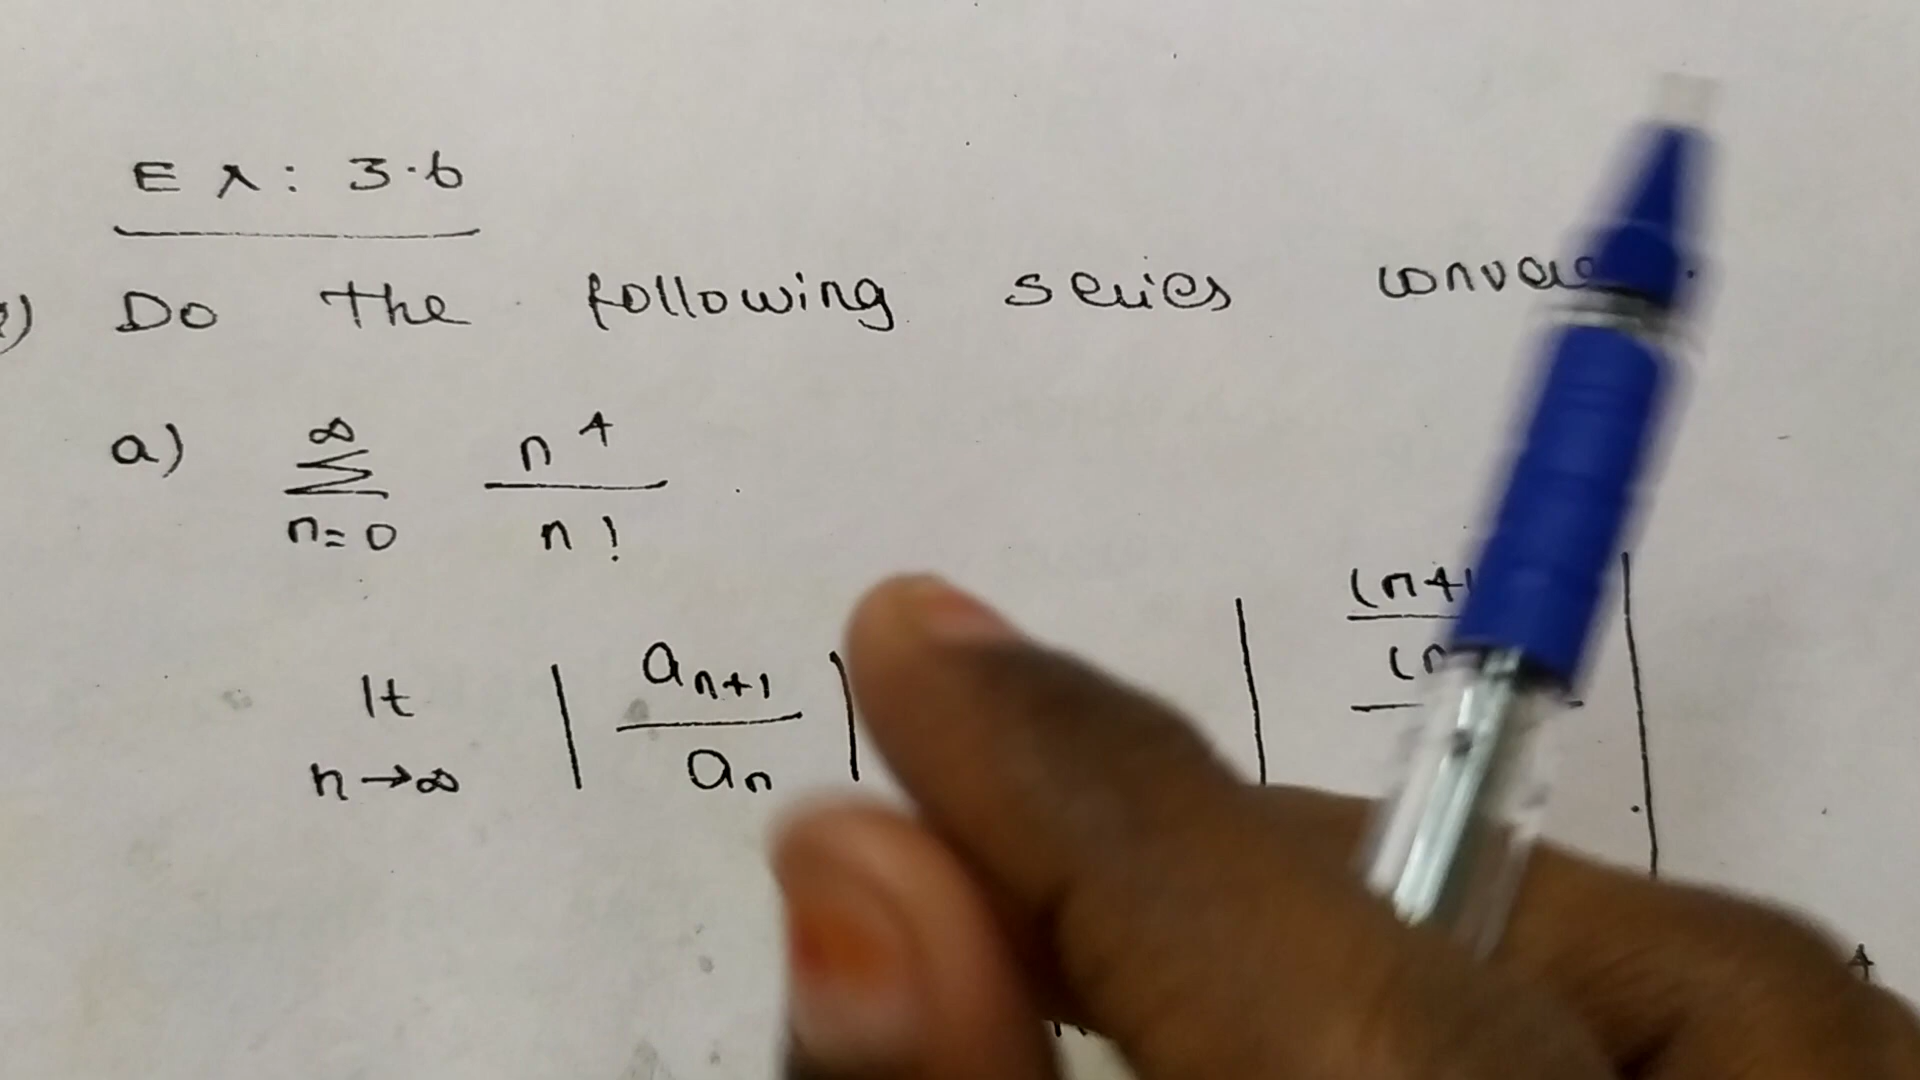 Ex: 3.6
Do the following series
a) ∞ Σ n=0 n^4 / n!
lt n→∞ | a_{n+1} / a_n |